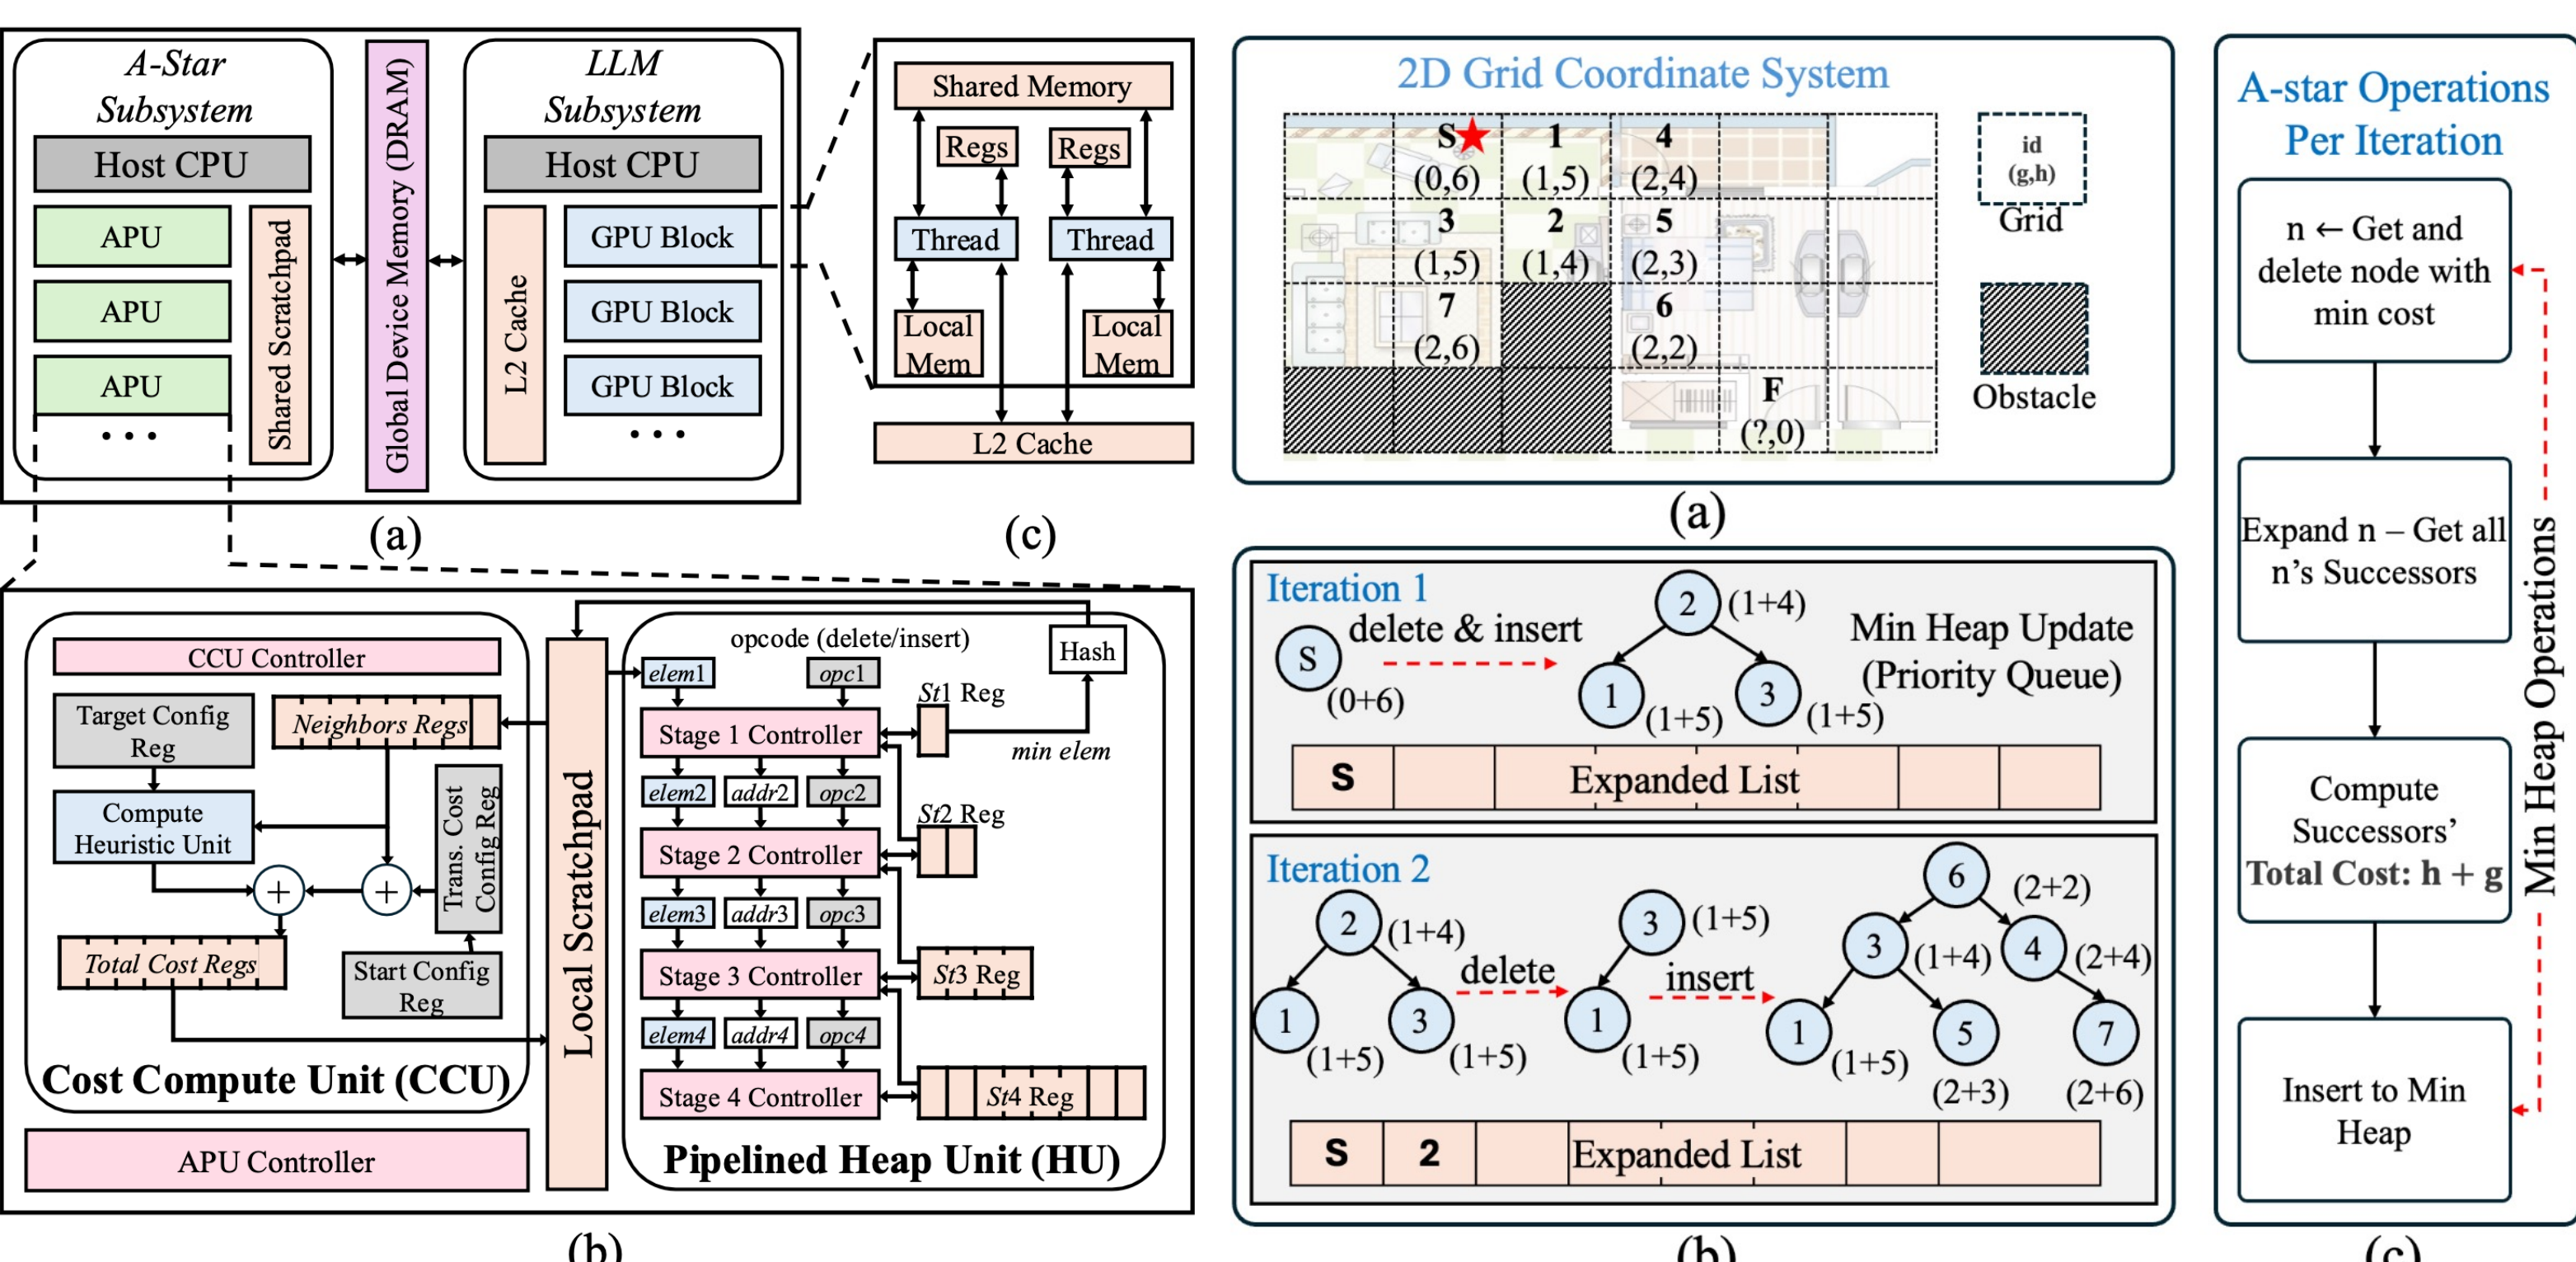 A-Star
Subsystem
Host CPU
APU
APU
APU
...
Shared Scratchpad
Global Device Memory (DRAM)
LLM
Subsystem
Host CPU
L2 Cache
GPU Block
GPU Block
GPU Block
...
(a)
Shared Memory
Regs
Regs
Thread
Thread
Local
Mem
Local
Mem
L2 Cache
(c)
CCU Controller
Target Config
Reg
Neighbors Regs
Compute
Heuristic Unit
Trans. Cost
Config Reg
+
+
Total Cost Regs
Start Config
Reg
Cost Compute Unit (CCU)
APU Controller
Local Scratchpad
opcode (delete/insert)
Hash
elem1
opc1
St1 Reg
Stage 1 Controller
min elem
elem2
addr2
opc2
St2 Reg
Stage 2 Controller
elem3
addr3
opc3
Stage 3 Controller
St3 Reg
elem4
addr4
opc4
Stage 4 Controller
St4 Reg
Pipelined Heap Unit (HU)
(b)
2D Grid Coordinate System
S
(0,6)
1
(1,5)
4
(2,4)
3
(1,5)
2
(1,4)
5
(2,3)
7
(2,6)
6
(2,2)
F
(?,0)
id
(g,h)
Grid
Obstacle
(a)
Iteration 1
S
(0+6)
delete & insert
2
(1+4)
1
(1+5)
3
(1+5)
Min Heap Update
(Priority Queue)
S
Expanded List
Iteration 2
2
(1+4)
1
(1+5)
3
(1+5)
delete
3
(1+5)
1
(1+5)
insert
6
(2+2)
3
(1+4)
4
(2+4)
1
(1+5)
5
(2+3)
7
(2+6)
S
2
Expanded List
(b)
A-star Operations
Per Iteration
n ← Get and
delete node with
min cost
Expand n – Get all
n's Successors
Compute
Successors'
Total Cost: h + g
Insert to Min
Heap
Min Heap Operations
(c)